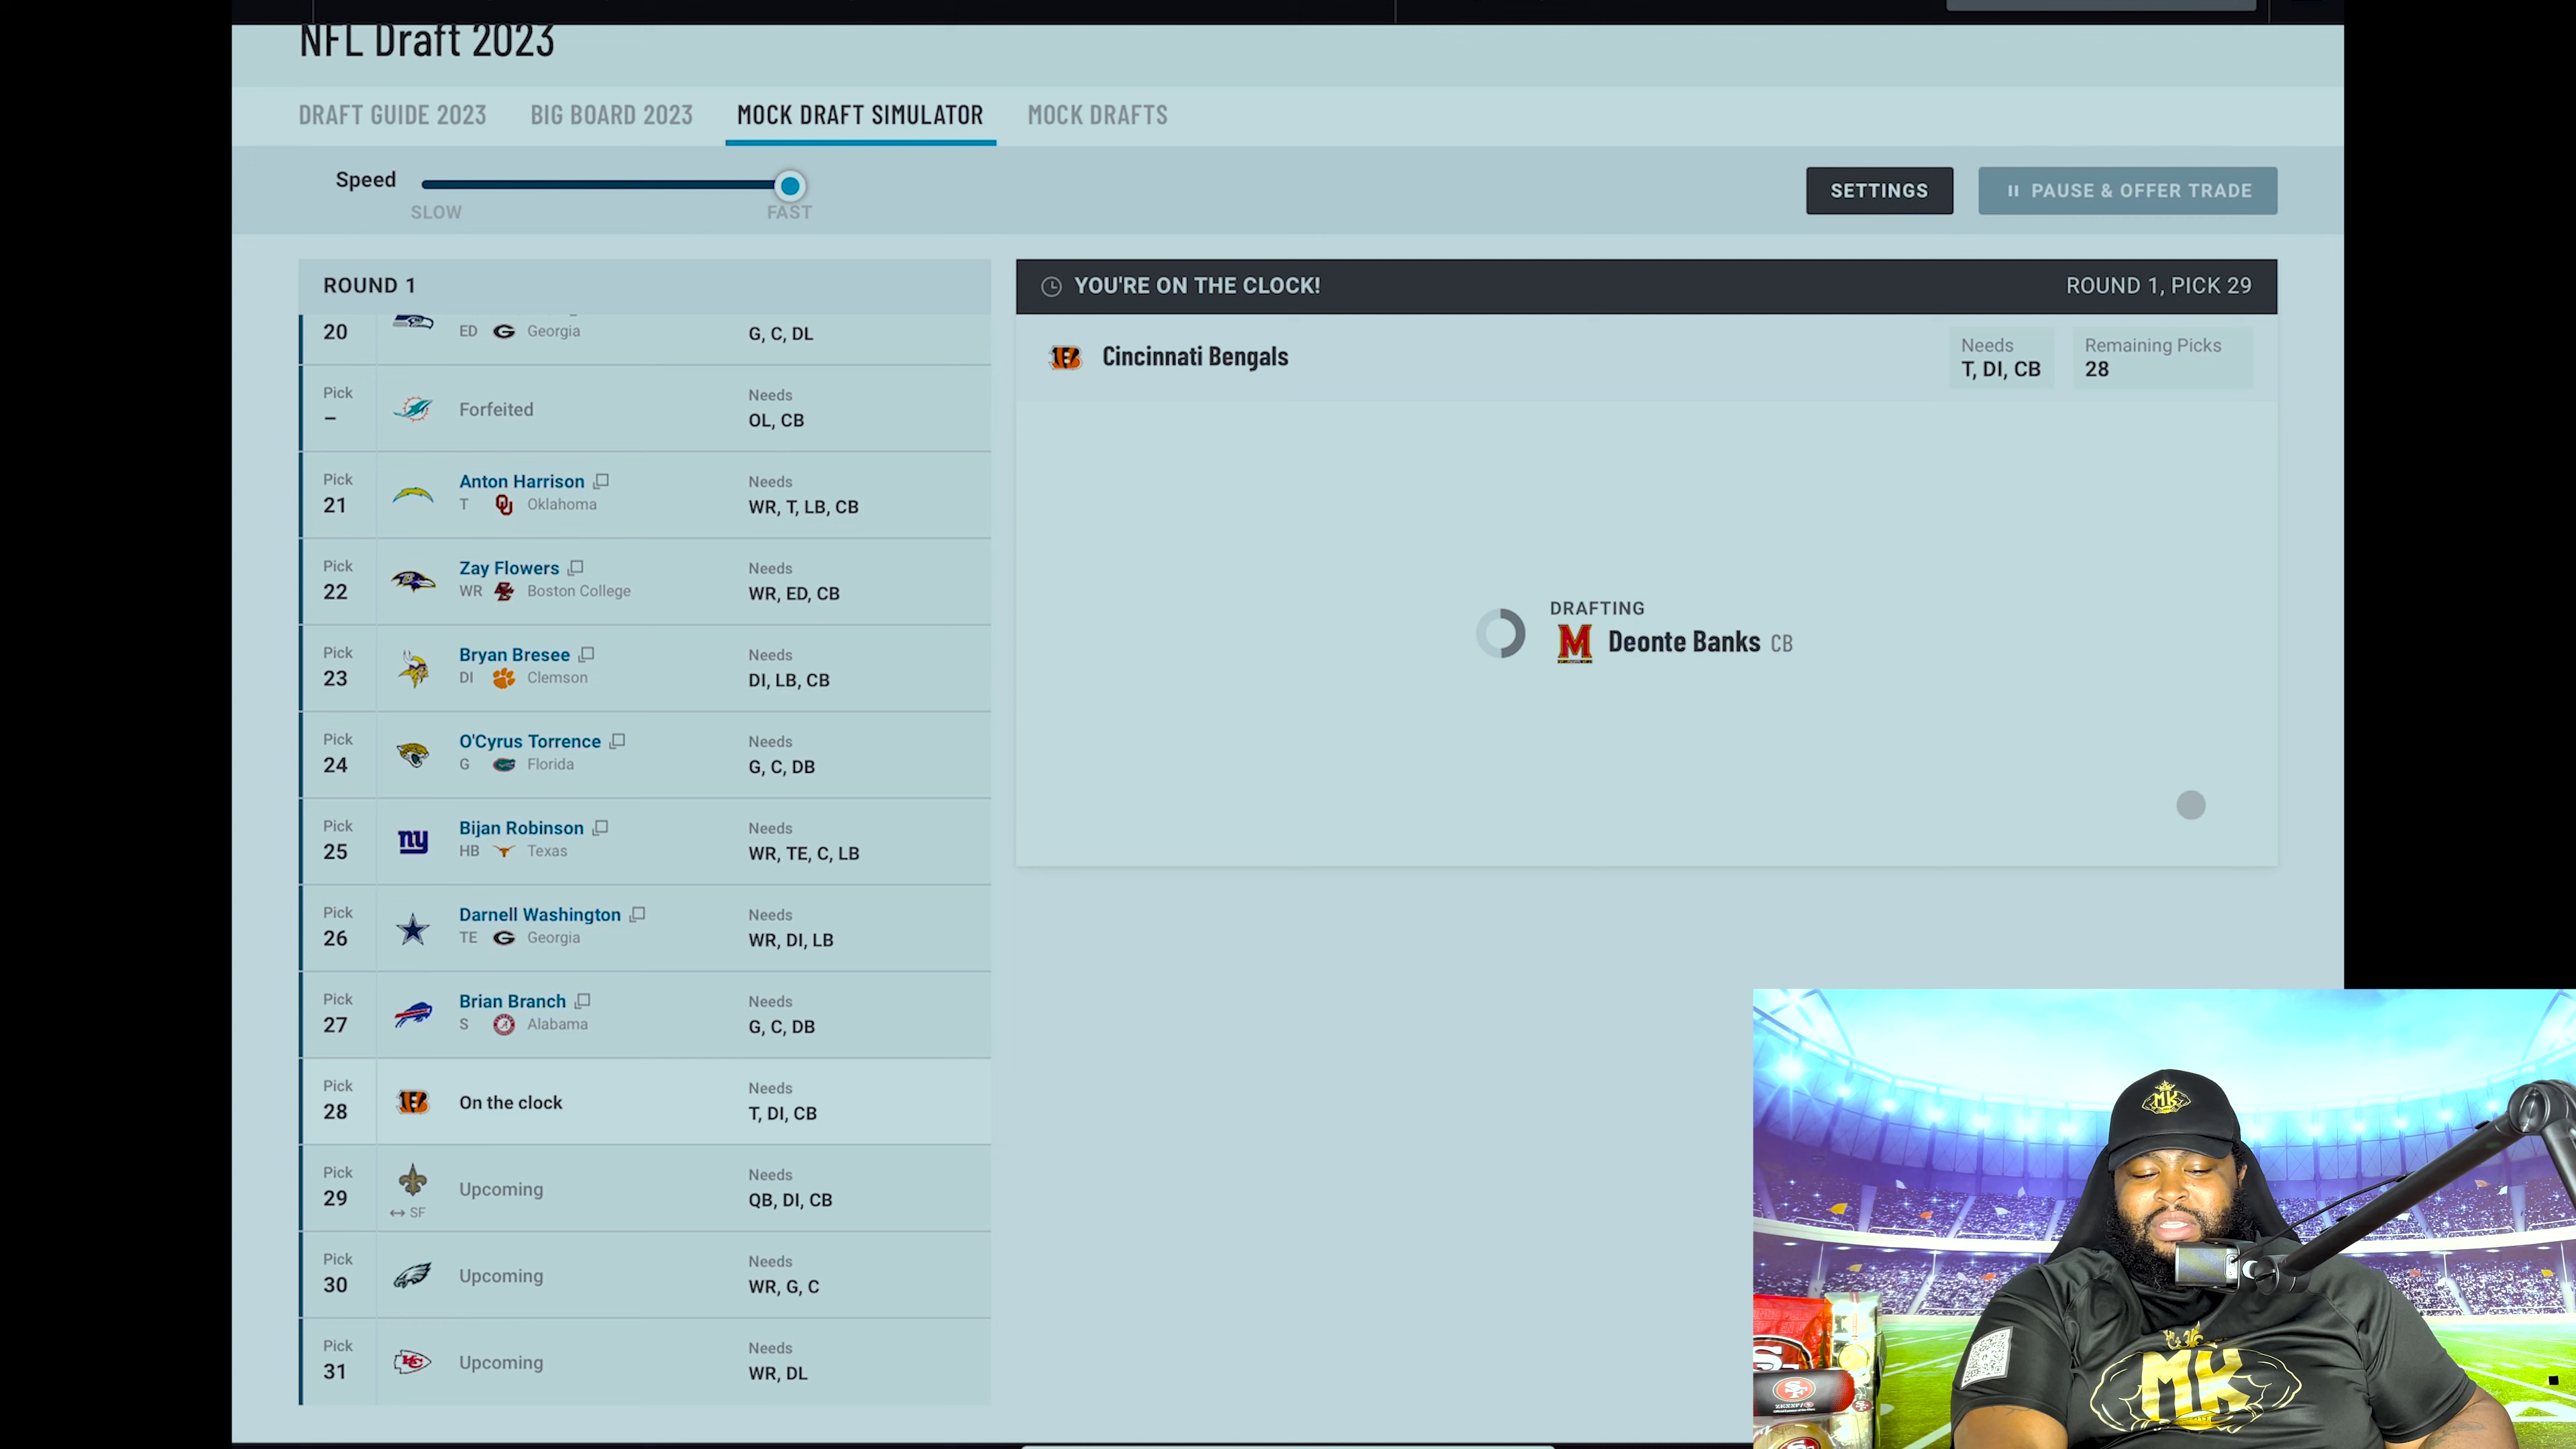 NFL Draft 2023
DRAFT GUIDE 2023 BIG BOARD 2023 MOCK DRAFT SIMULATOR MOCK DRAFTS
Speed
SLOW FAST
SETTINGS PAUSE & OFFER TRADE
ROUND 1
20 ED Georgia G, C, DL
Pick Needs
– Forfeited OL, CB
Pick Anton Harrison Needs
21 T Oklahoma WR, T, LB, CB
Pick Zay Flowers Needs
22 WR Boston College WR, ED, CB
Pick Bryan Bresee Needs
23 DI Clemson DI, LB, CB
Pick O'Cyrus Torrence Needs
24 G Florida G, C, DB
Pick Bijan Robinson Needs
25 ny HB Texas WR, TE, C, LB
Pick Darnell Washington Needs
26 TE Georgia WR, DI, LB
Pick Brian Branch Needs
27 S Alabama G, C, DB
Pick Needs
28 On the clock T, DI, CB
Pick Needs
29 Upcoming QB, DI, CB
↔ SF
Pick Needs
30 Upcoming WR, G, C
Pick Needs
31 KC Upcoming WR, DL
YOU'RE ON THE CLOCK! ROUND 1, PICK 29
Cincinnati Bengals
Needs
T, DI, CB
Remaining Picks
28
DRAFTING
M Deonte Banks CB
MK
MK